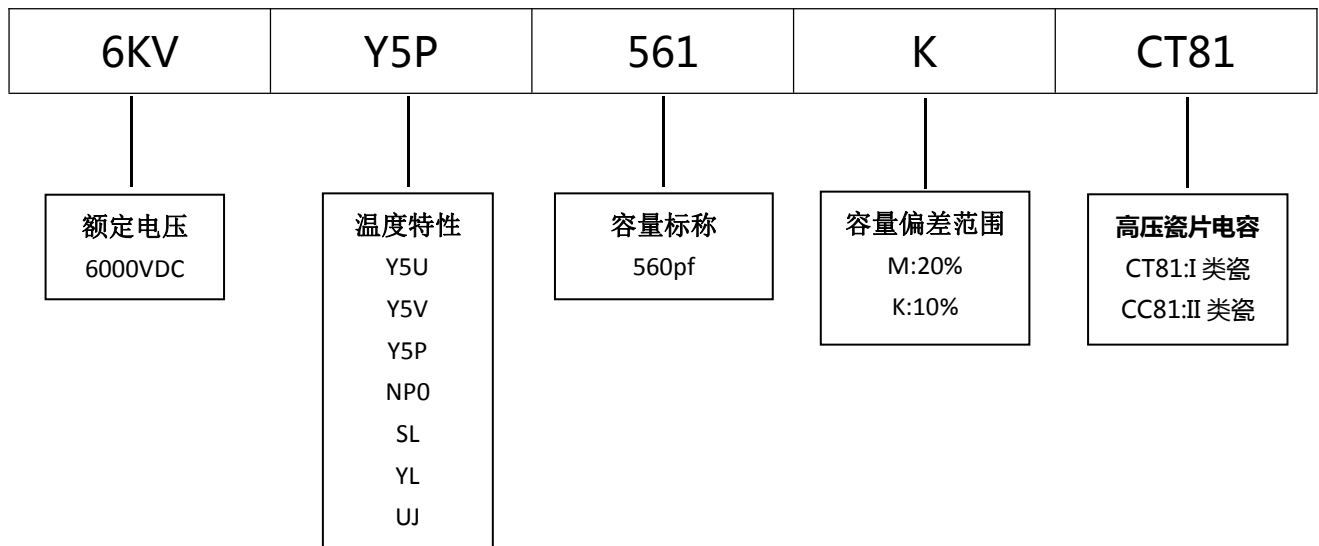 6KV Y5P 561 K CT81
额定电压
6000VDC
温度特性
Y5U
Y5V
Y5P
NP0
SL
YL
UJ
容量标称
560pf
容量偏差范围
M:20%
K:10%
高压瓷片电容
CT81:I 类瓷
CC81:II 类瓷